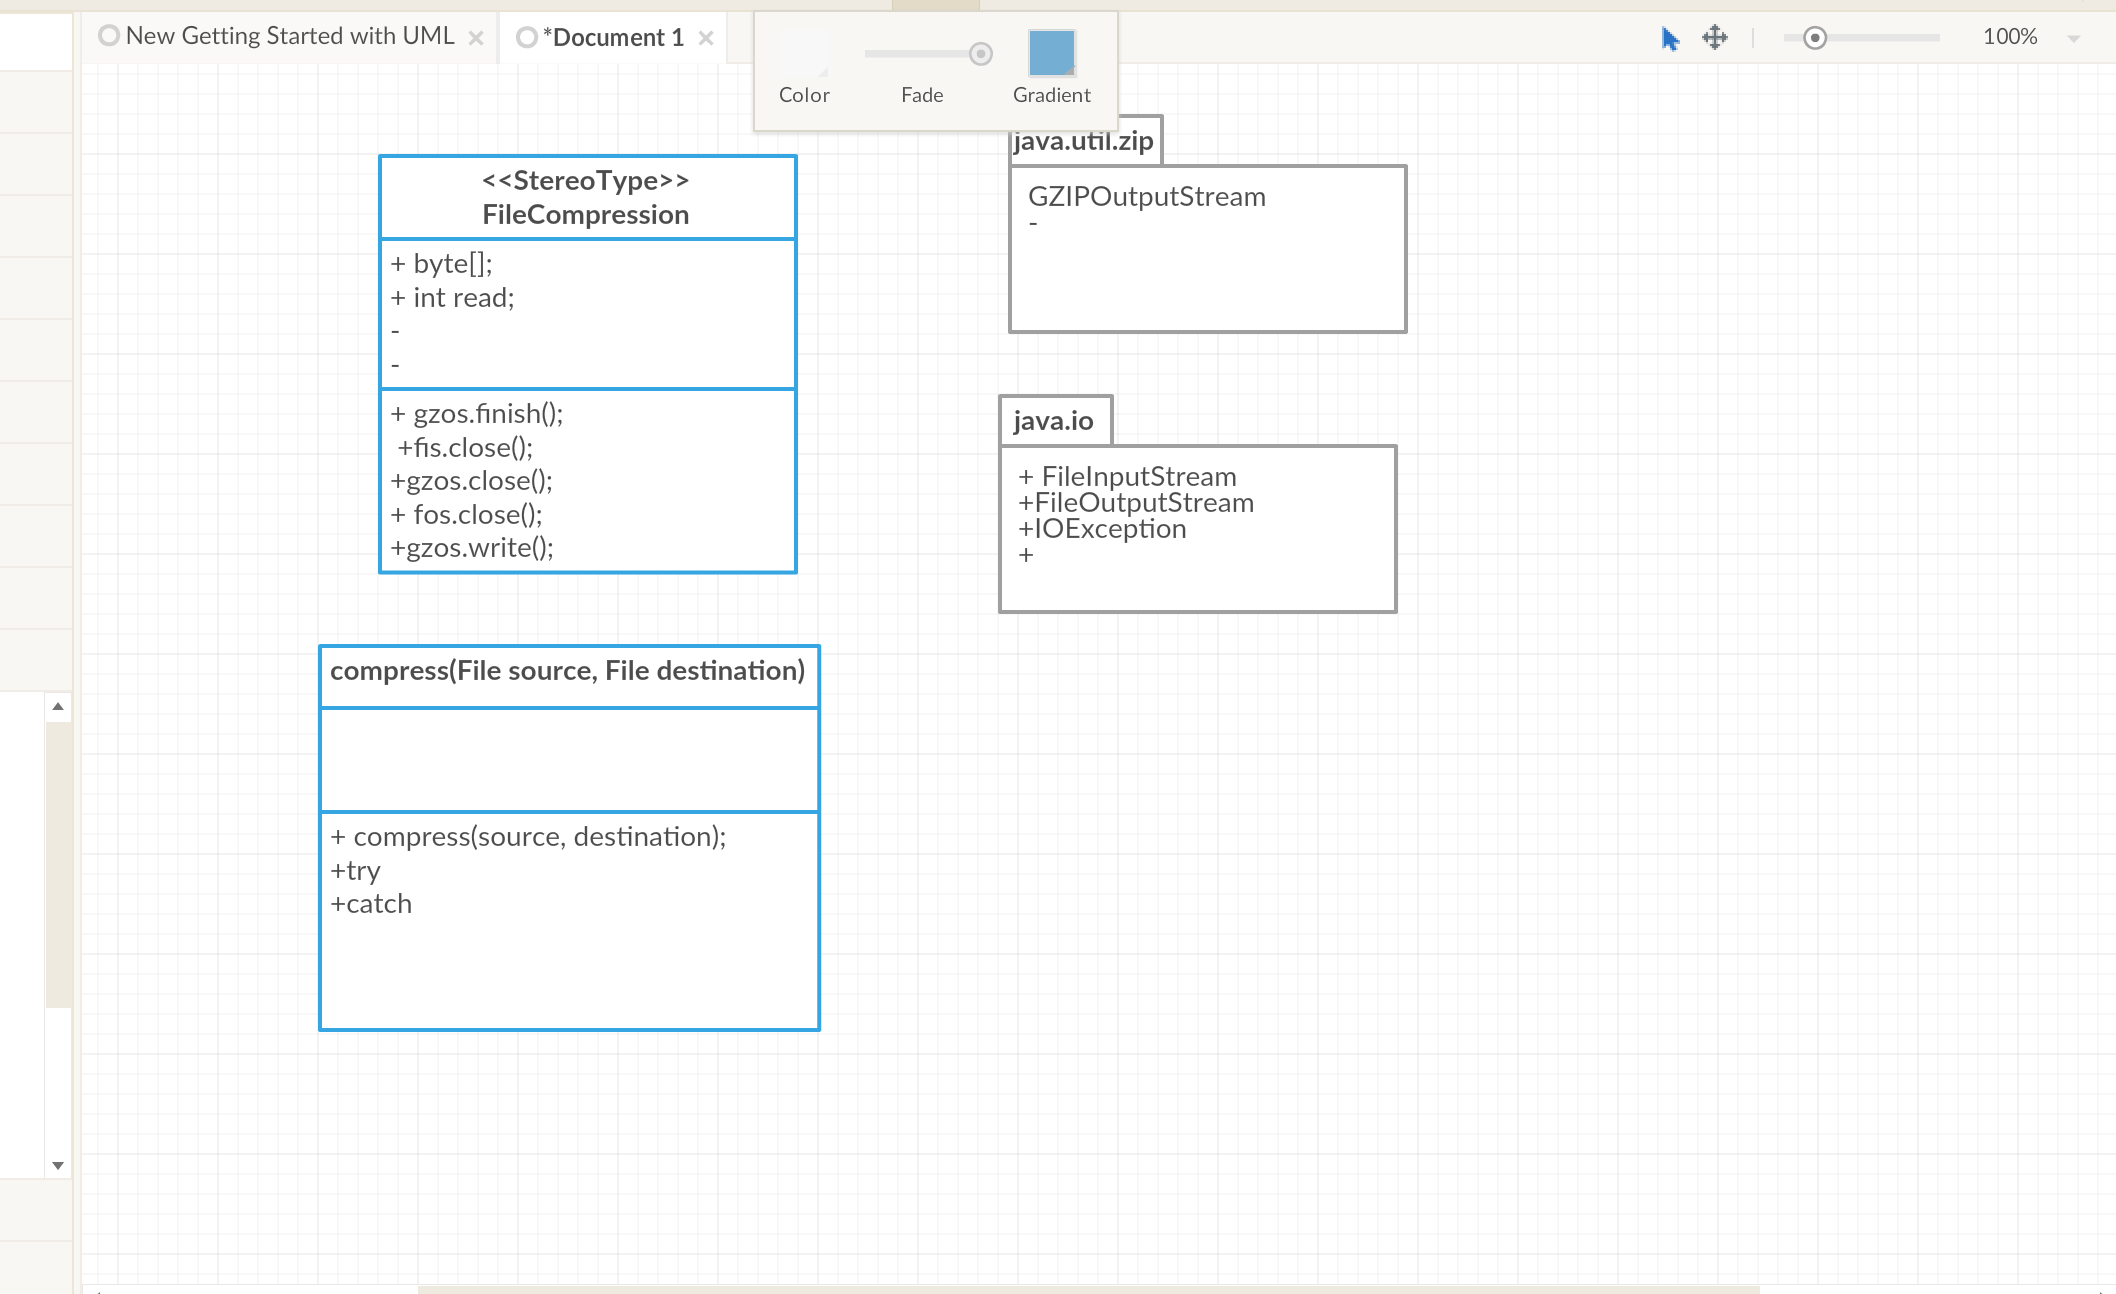 New Getting Started with UML
*Document 1
Color
Fade
Gradient
100%
<<StereoType>>
FileCompression
+ byte[];
+ int read;
-
-
+ gzos.finish();
+fis.close();
+gzos.close();
+ fos.close();
+gzos.write();
java.util.zip
GZIPOutputStream
-
java.io
+ FileInputStream
+FileOutputStream
+IOException
+
compress(File source, File destination)
+ compress(source, destination);
+try
+catch